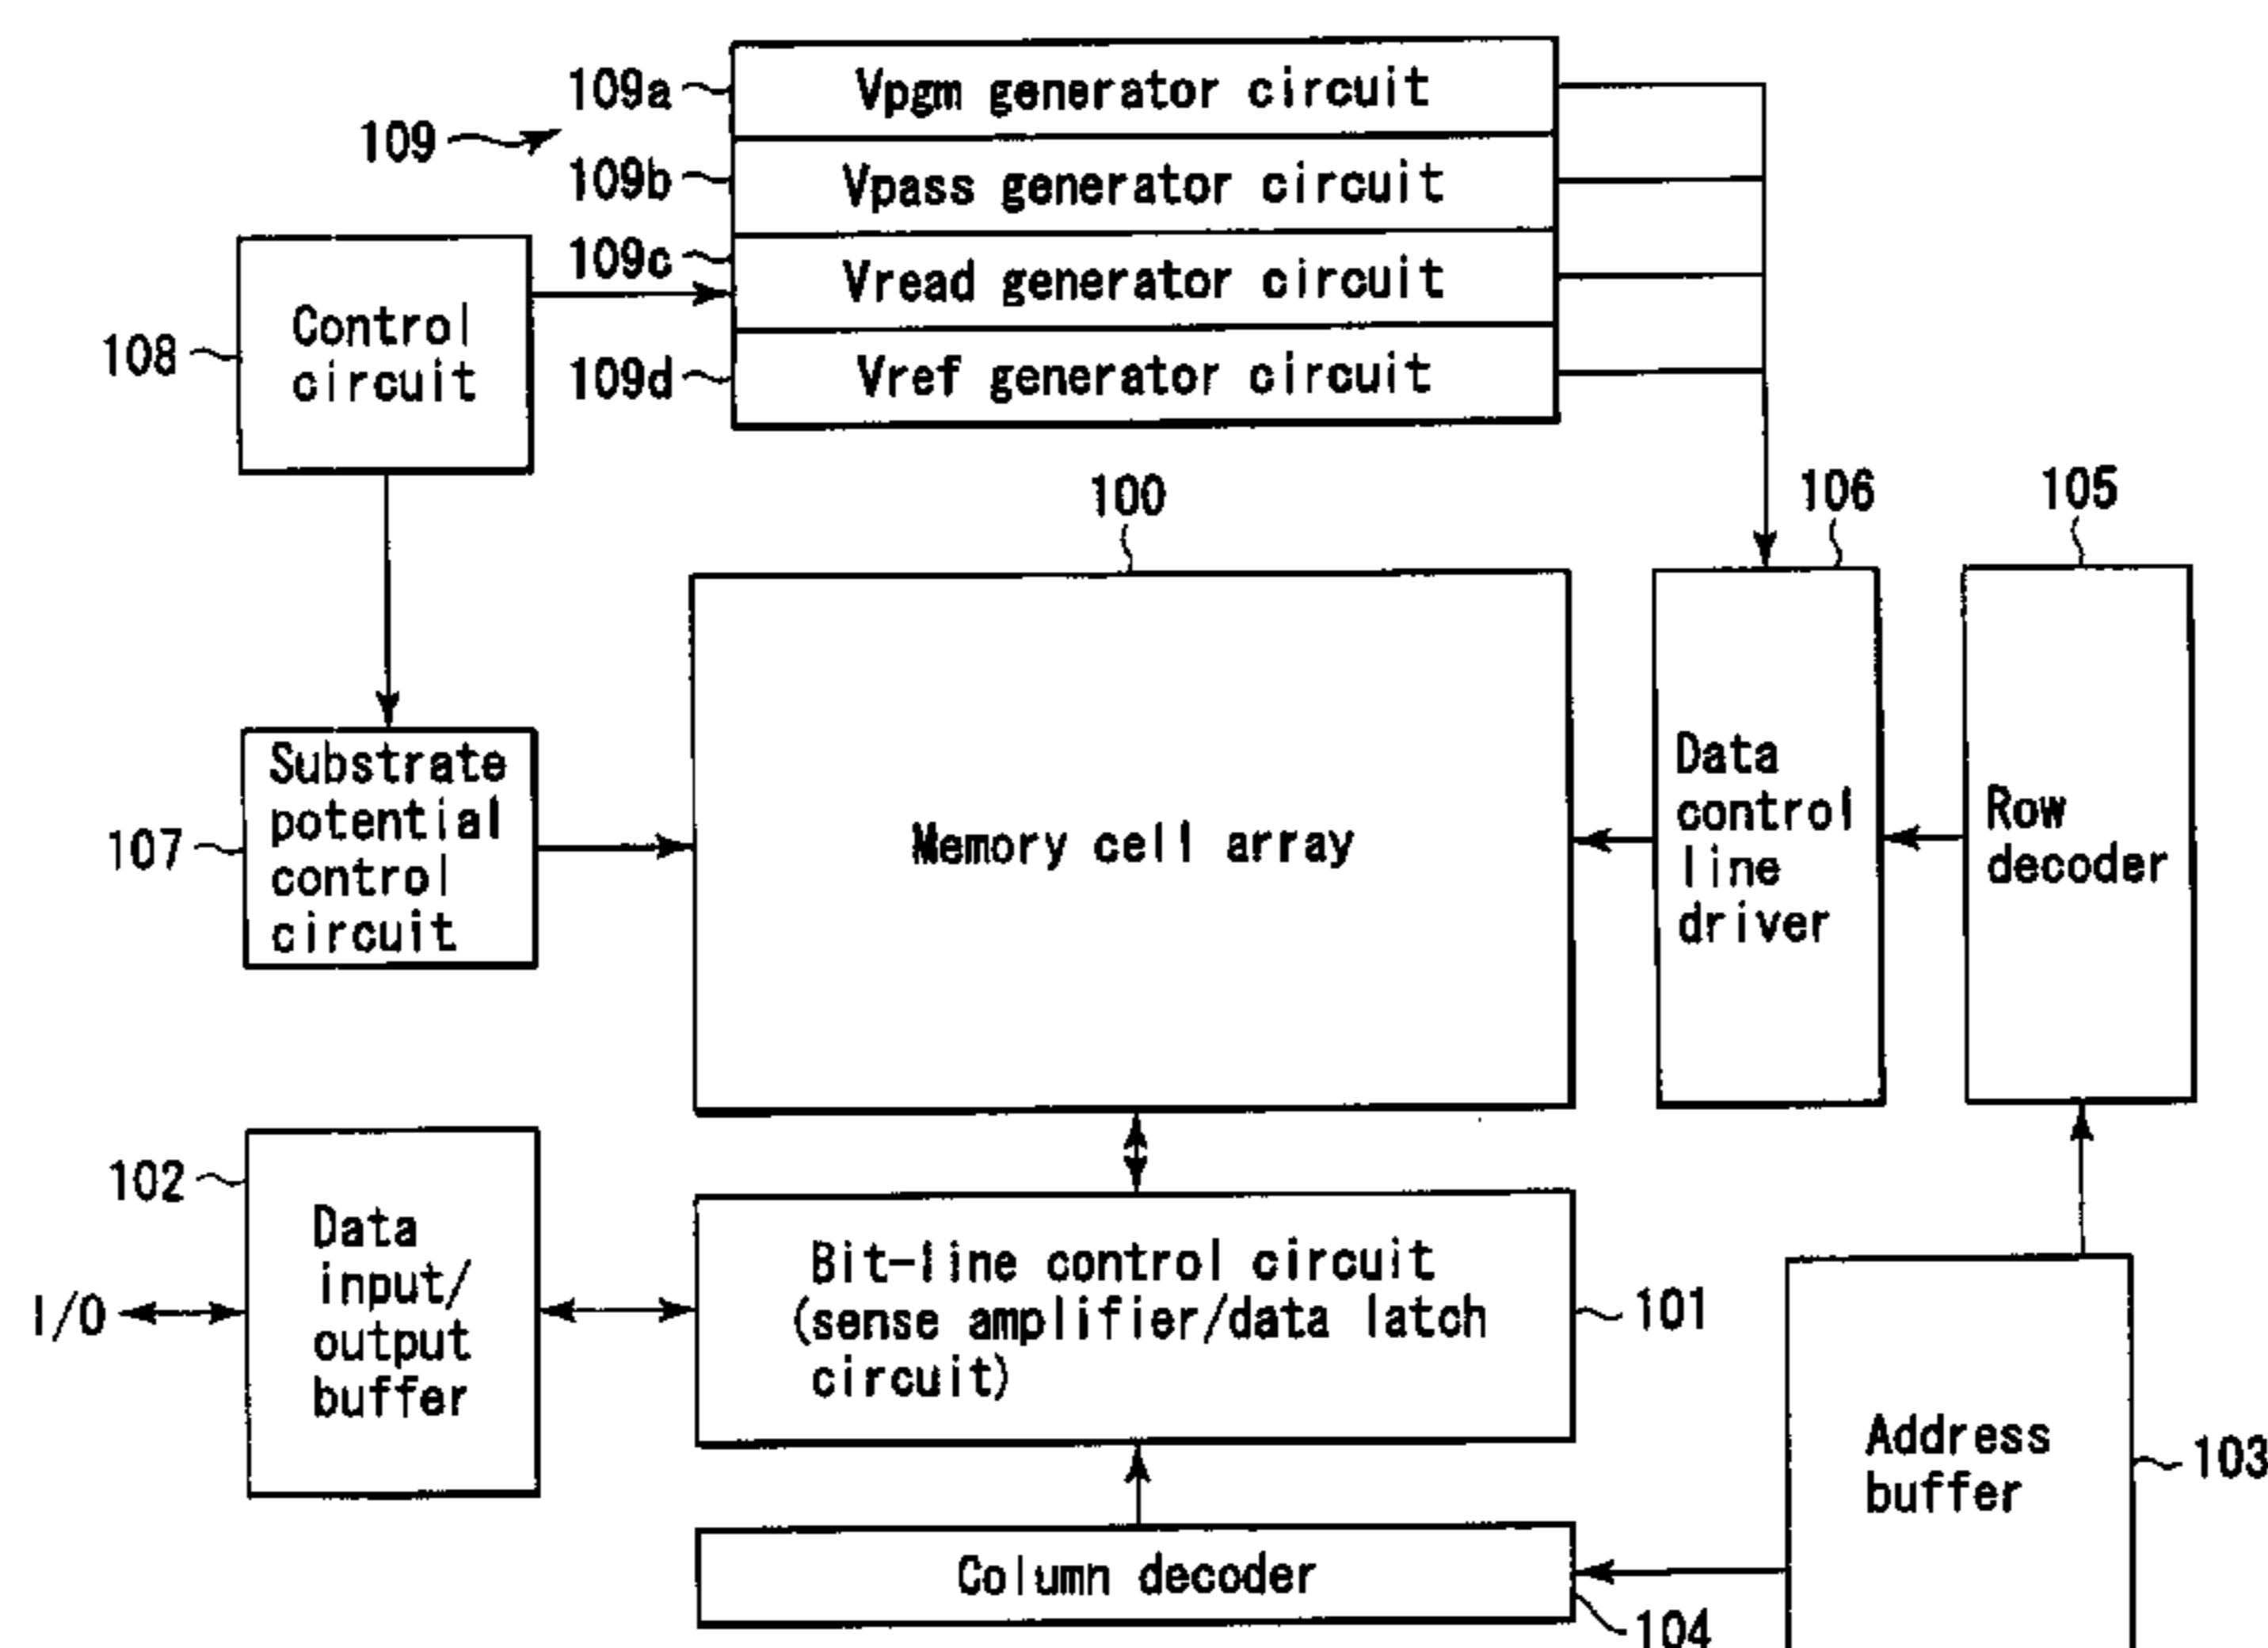 109a
Vpgm generator circuit
109
109b
Vpass generator circuit
109c
Vread generator circuit
109d
Vref generator circuit
108
Control
circuit
100
106
105
Substrate
potential
control
circuit
107
Memory cell array
Data
control
line
driver
Row
decoder
102
Data
input/
output
buffer
I/O
Bit-line control circuit
(sense amplifier/data latch
circuit)
101
Address
buffer
103
Column decoder
104